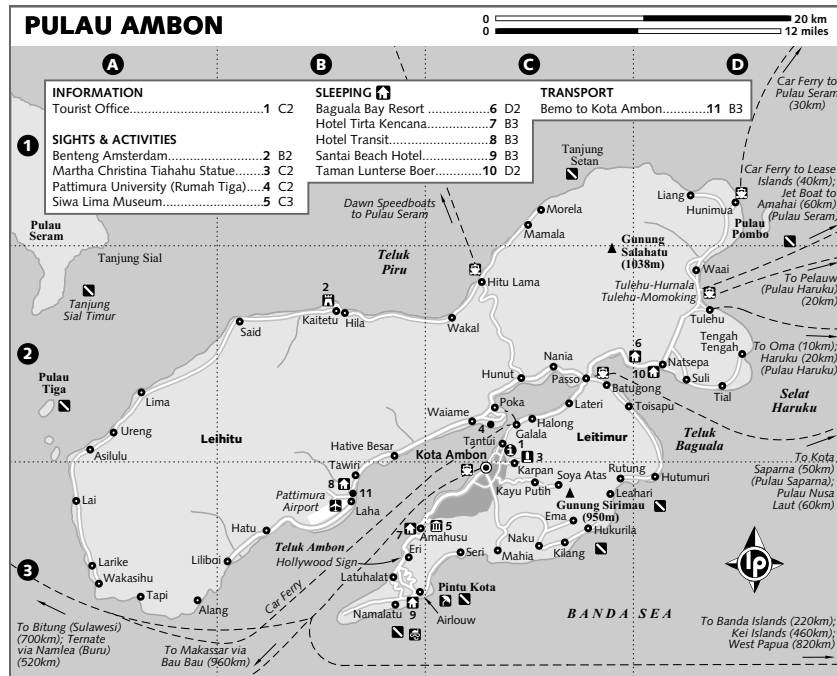 PULAU AMBON
0 20 km
0 12 miles
A
B
C
D
INFORMATION
Tourist Office..............................1 C2
SIGHTS & ACTIVITIES
Benteng Amsterdam....................2 B2
Martha Christina Tiahahu Statue...3 C2
Pattimura University (Rumah Tiga)..4 C2
Siwa Lima Museum.....................5 C3
SLEEPING
Baguala Bay Resort .....................6 D2
Hotel Tirta Kencana.....................7 B3
Hotel Transit................................8 B3
Santai Beach Hotel.......................9 B3
Taman Lunterse Boer..................10 D2
TRANSPORT
Bemo to Kota Ambon...............11 B3
Car Ferry to
Pulau Seram
(30km)
1
Tanjung
Setan
Car Ferry to Lease
Islands (40km);
Jet Boat to
Amahai (60km)
(Pulau Seram)
Liang
Hunimua
Morela
Mamala
Dawn Speedboats
to Pulau Seram
Pulau
Pombo
Pulau
Seram
Tanjung Sial
Teluk
Piru
Gunung
Salahatu
(1038m)
Waai
Hitu Lama
Tulehu-Hurnala
Tulehu-Momoking
To Pelauw
(Pulau Haruku)
(20km)
Tanjung
Sial Timur
2
Kaitetu
Hila
Said
Wakal
Tulehu
Tengah
Tengah
To Oma (10km);
Haruku (20km)
(Pulau Haruku)
2
6
Nania
10
Natsepa
Hunut
Passo
Batugong
Suli
Tial
Pulau
Tiga
Lima
Selat
Haruku
Poka
Lateri
Toisapu
Waiame
4
Halong
Galala
Leitimur
Teluk
Baguala
Ureng
Leihitu
Tantui
1
Asilulu
Hative Besar
Kota Ambon
3
Karpan
To Kota
Saparna (50km)
(Pulau Saparna);
Pulau Nusa
Laut (60km)
Tawiri
8
11
Soya Atas
Rutung
Hutumuri
Kayu Putih
Leahari
Gunung Sirimau
(950m)
Lai
Pattimura
Airport
Laha
Hatu
5
Amahusu
Ema
Hukurila
7
Naku
Kilang
3
Teluk Ambon
Hollywood Sign
Eri
Seri
Mahia
Liliboi
Larike
Wakasihu
Latuhalat
Pintu Kota
lp
Tapi
Alang
Car Ferry
9
Namalatu
Airlouw
BANDA SEA
To Bitung (Sulawesi)
(700km); Ternate
via Namlea (Buru)
(520km)
To Makassar via
Bau Bau (960km)
To Banda Islands (220km);
Kei Islands (460km);
West Papua (820km)